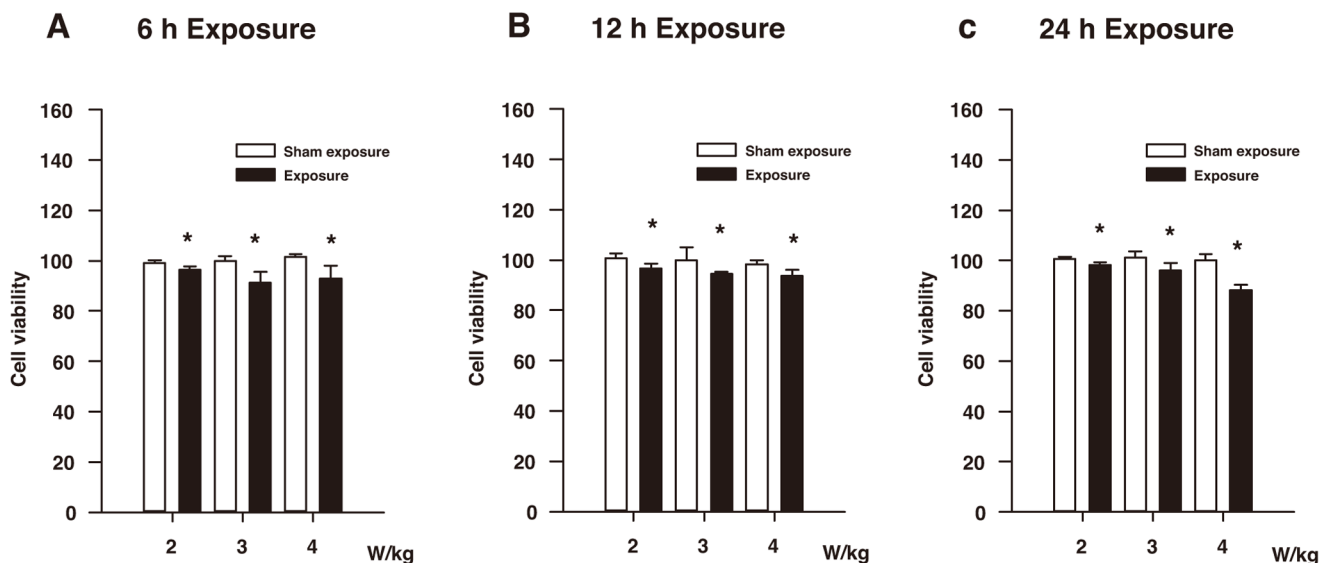 A 6 h Exposure
160
140
120
100
80
60
40
20
0
Cell viability
Sham exposure
Exposure
* * *
2 3 4 W/kg
B 12 h Exposure
160
140
120
100
80
60
40
20
0
Cell viability
Sham exposure
Exposure
* * *
2 3 4 W/kg
c 24 h Exposure
160
140
120
100
80
60
40
20
0
Cell viability
Sham exposure
Exposure
* * *
2 3 4 W/kg